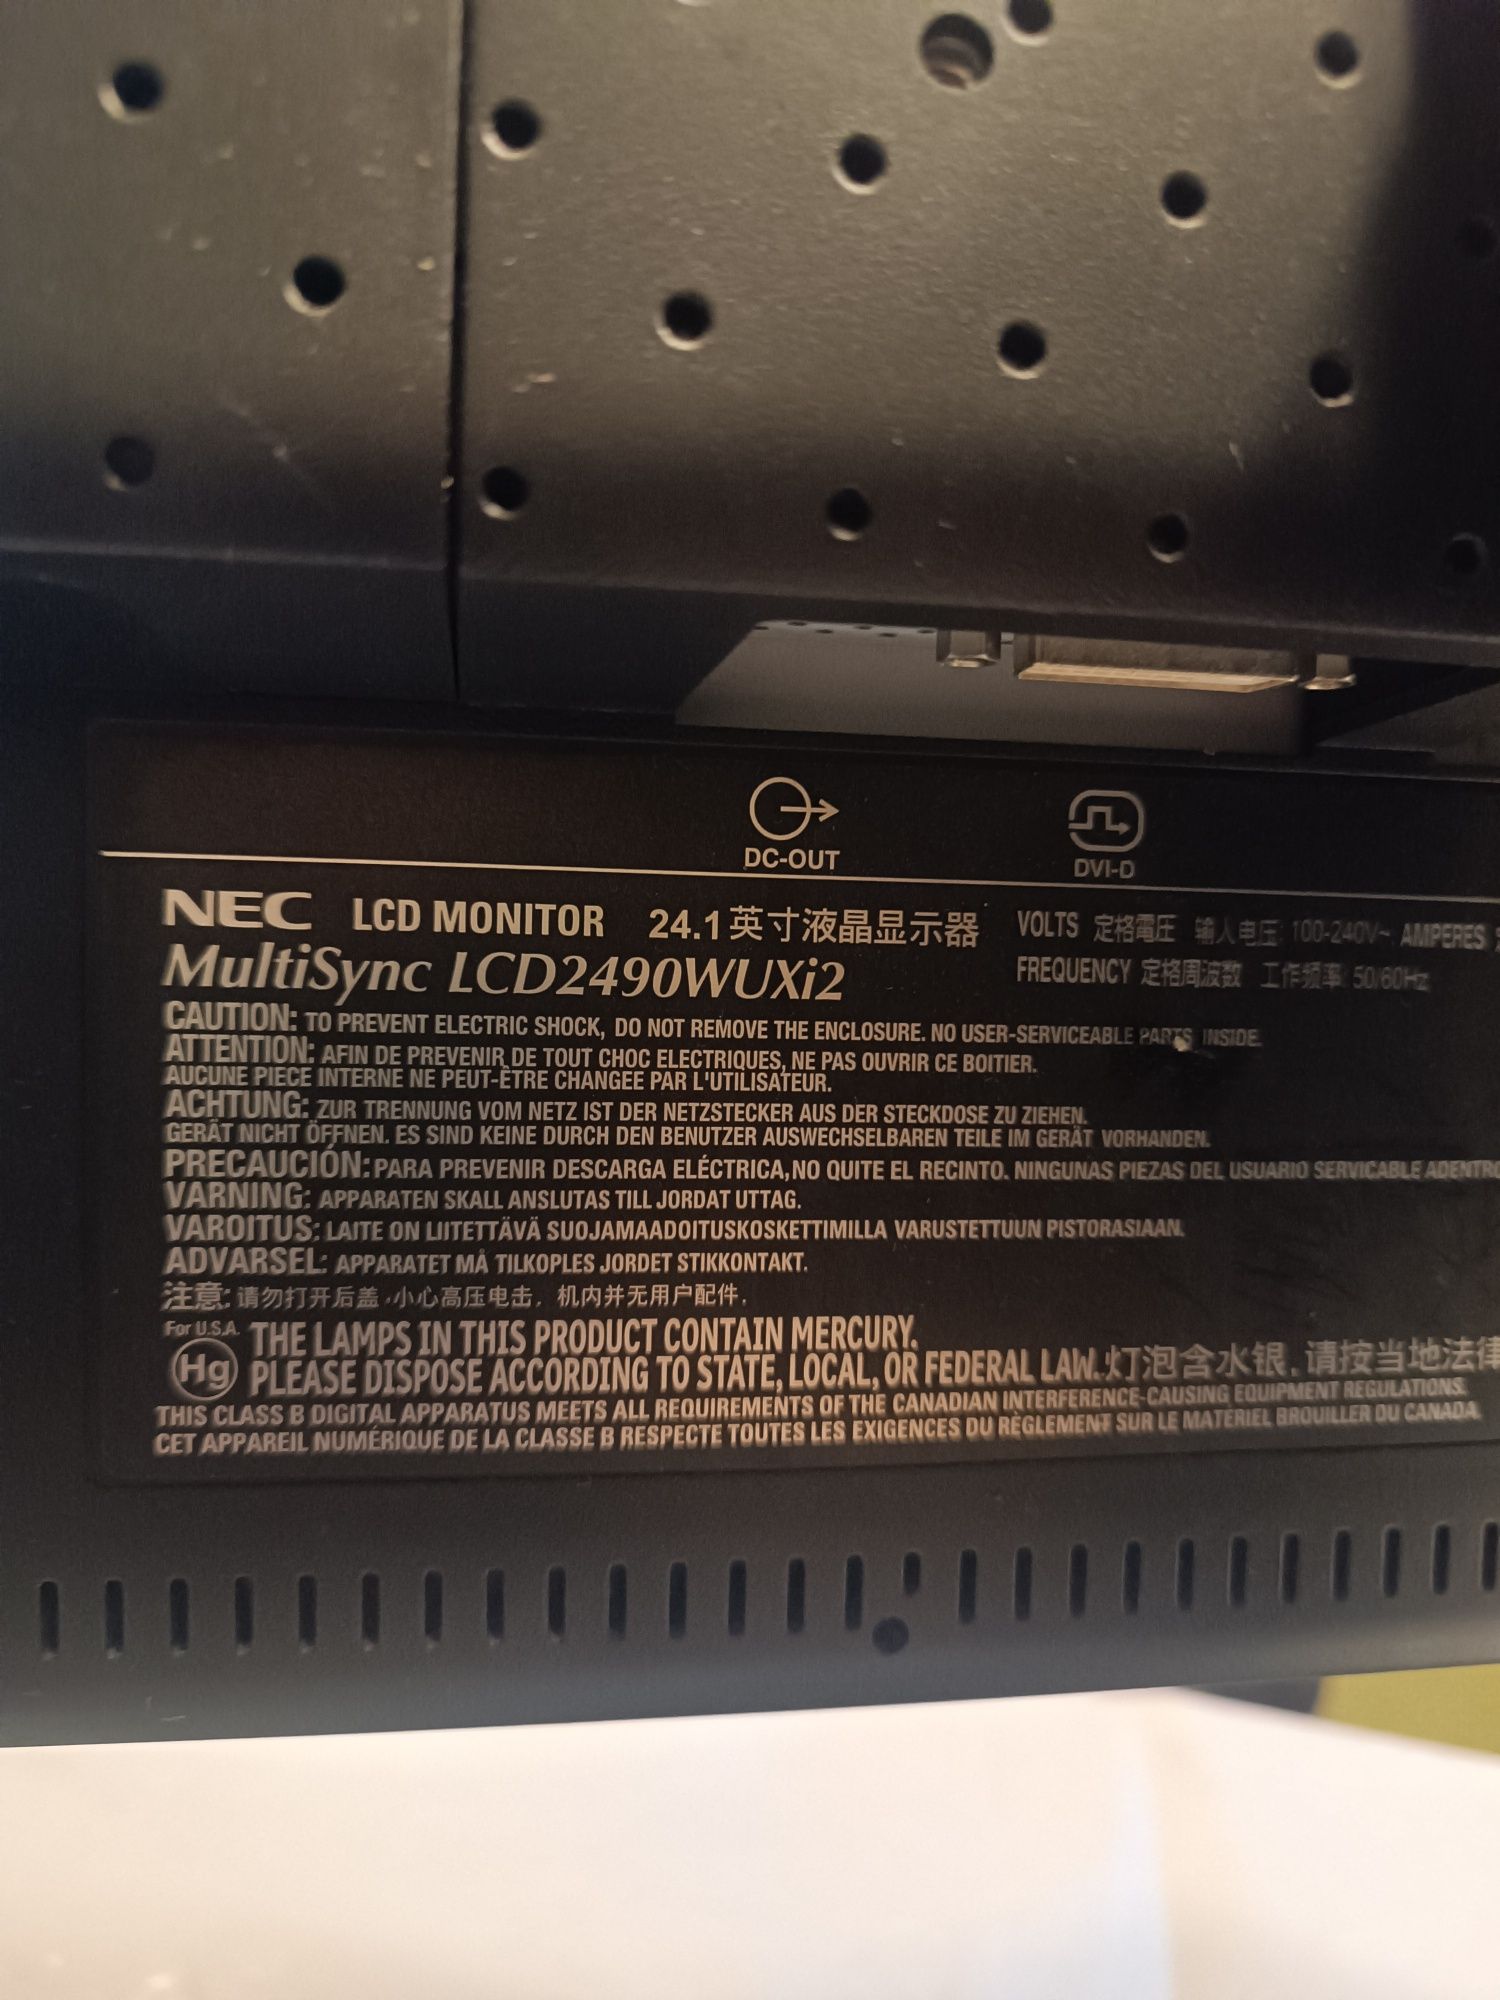 DC-OUT
DVI-D
NEC LCD MONITOR 24.1英寸液晶显示器
MultiSync LCD2490WUXi2
VOLTS 定格電圧 输入电压: 100-240V~ AMPERES
FREQUENCY 定格周波数 工作频率: 50/60Hz
CAUTION: TO PREVENT ELECTRIC SHOCK, DO NOT REMOVE THE ENCLOSURE. NO USER-SERVICEABLE PARTS INSIDE.
ATTENTION: AFIN DE PREVENIR DE TOUT CHOC ELECTRIQUES, NE PAS OUVRIR CE BOITIER.
AUCUNE PIECE INTERNE NE PEUT-ÊTRE CHANGEE PAR L'UTILISATEUR.
ACHTUNG: ZUR TRENNUNG VOM NETZ IST DER NETZSTECKER AUS DER STECKDOSE ZU ZIEHEN.
GERÄT NICHT ÖFFNEN. ES SIND KEINE DURCH DEN BENUTZER AUSWECHSELBAREN TEILE IM GERÄT VORHANDEN.
PRECAUCIÓN: PARA PREVENIR DESCARGA ELÉCTRICA, NO QUITE EL RECINTO. NINGUNAS PIEZAS DEL USUARIO SERVICABLE ADENTRO
VARNING: APPARATEN SKALL ANSLUTAS TILL JORDAT UTTAG.
VAROITUS: LAITE ON LIITETTÄVÄ SUOJAMAADOITUSKOSKETTIMILLA VARUSTETTUUN PISTORASIAAN.
ADVARSEL: APPARATET MÅ TILKOPLES JORDET STIKKONTAKT.
注意: 请勿打开后盖,小心高压电击, 机内并无用户配件.
For U.S.A. THE LAMPS IN THIS PRODUCT CONTAIN MERCURY.
Hg PLEASE DISPOSE ACCORDING TO STATE, LOCAL, OR FEDERAL LAW. 灯泡含水银, 请按当地法律
THIS CLASS B DIGITAL APPARATUS MEETS ALL REQUIREMENTS OF THE CANADIAN INTERFERENCE-CAUSING EQUIPMENT REGULATIONS.
CET APPAREIL NUMÉRIQUE DE LA CLASSE B RESPECTE TOUTES LES EXIGENCES DU RÈGLEMENT SUR LE MATERIEL BROUILLER DU CANADA.